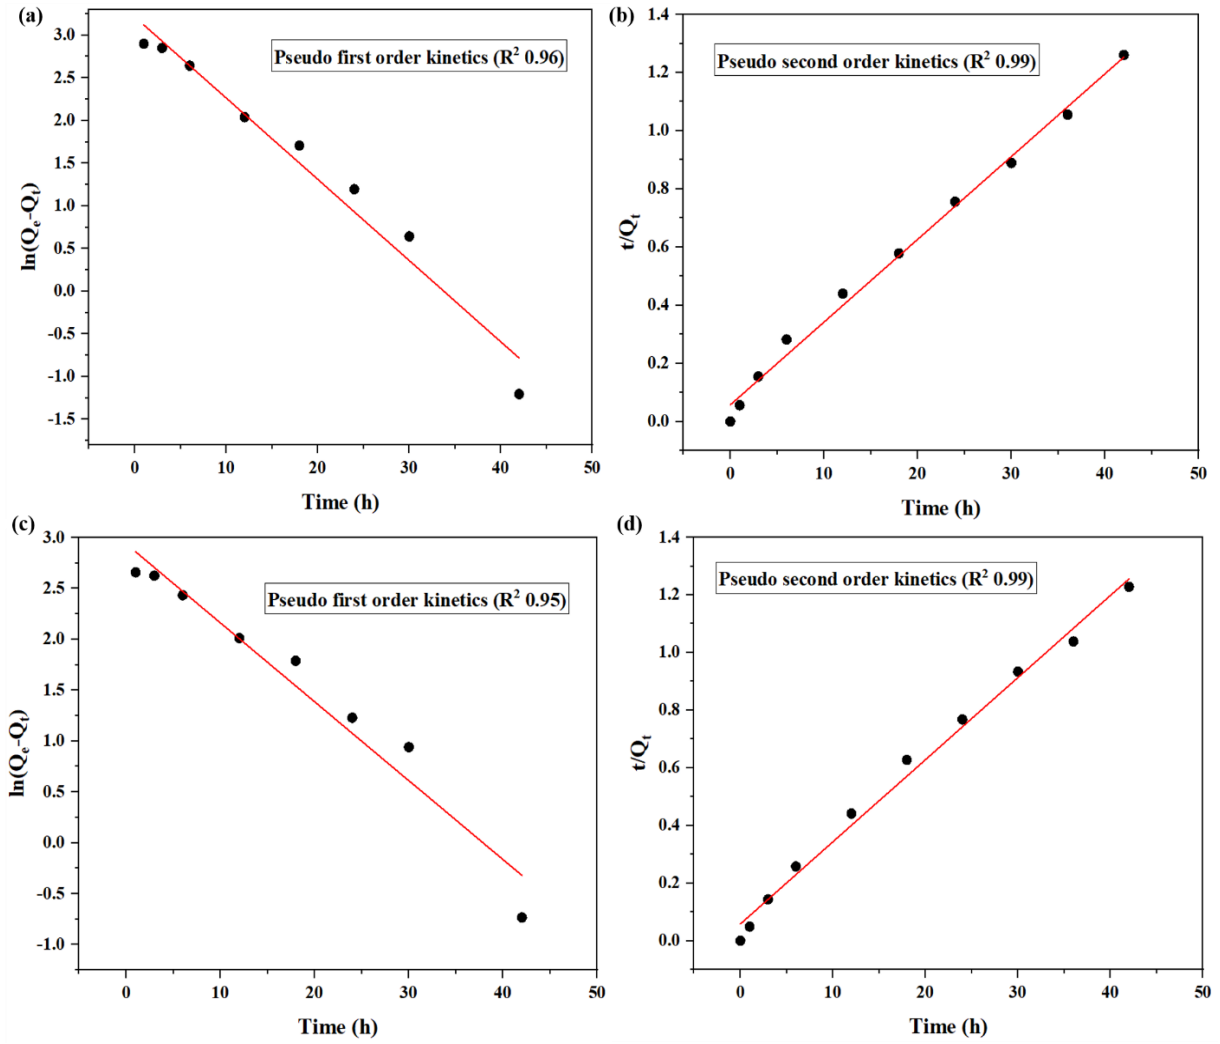 (a)
3.0
2.5
2.0
1.5
1.0
0.5
0.0
-0.5
-1.0
-1.5
ln(Qe-Qt)
Pseudo first order kinetics (R2 0.96)
0 10 20 30 40 50
Time (h)
(b)
1.4
1.2
1.0
0.8
0.6
0.4
0.2
0.0
t/Qt
Pseudo second order kinetics (R2 0.99)
0 10 20 30 40 50
Time (h)
(c)
3.0
2.5
2.0
1.5
1.0
0.5
0.0
-0.5
-1.0
ln(Qe-Qt)
Pseudo first order kinetics (R2 0.95)
0 10 20 30 40 50
Time (h)
(d)
1.4
1.2
1.0
0.8
0.6
0.4
0.2
0.0
t/Qt
Pseudo second order kinetics (R2 0.99)
0 10 20 30 40 50
Time (h)